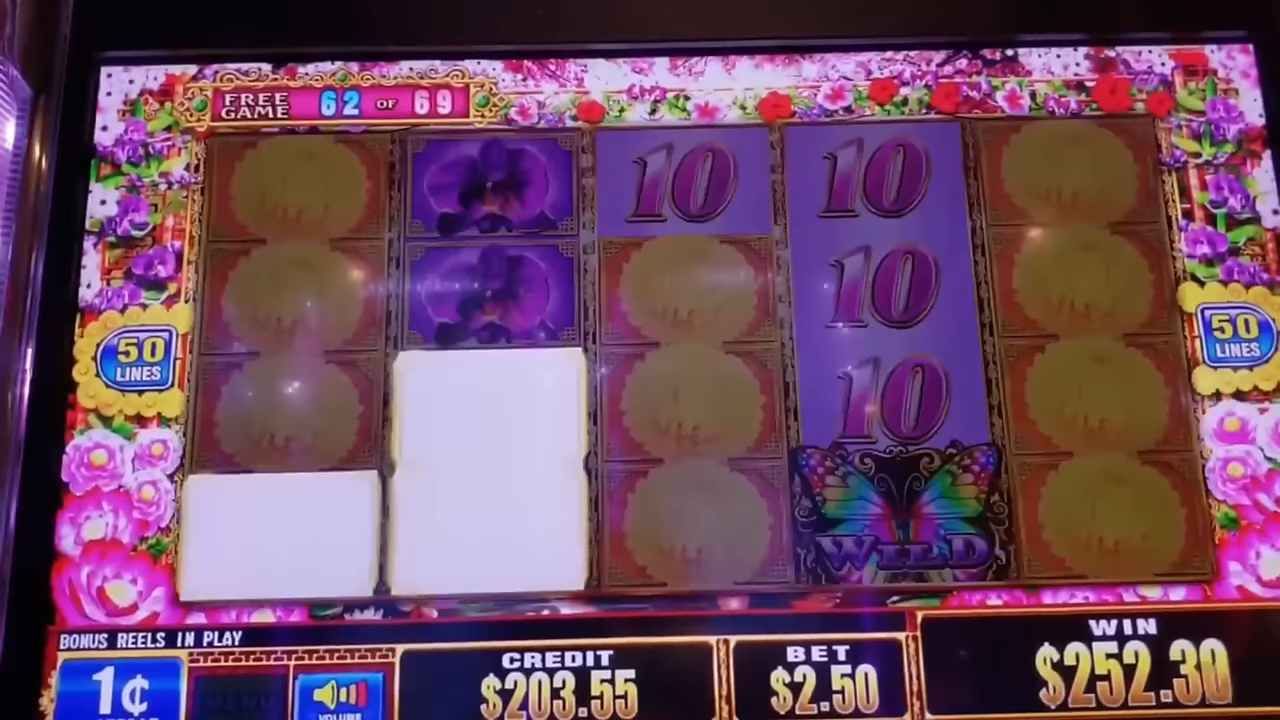 FREE GAME 62 OF 69
10 10
10
10
WILD
50 LINES
50 LINES
BONUS REELS IN PLAY
1¢
VOLUME
CREDIT
$203.55
BET
$2.50
WIN
$252.30